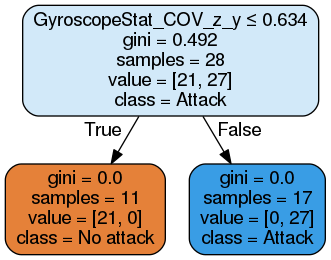 GyroscopeStat_COV_z_y ≤ 0.634
gini = 0.492
samples = 28
value = [21, 27]
class = Attack
True
False
gini = 0.0
samples = 11
value = [21, 0]
class = No attack
gini = 0.0
samples = 17
value = [0, 27]
class = Attack